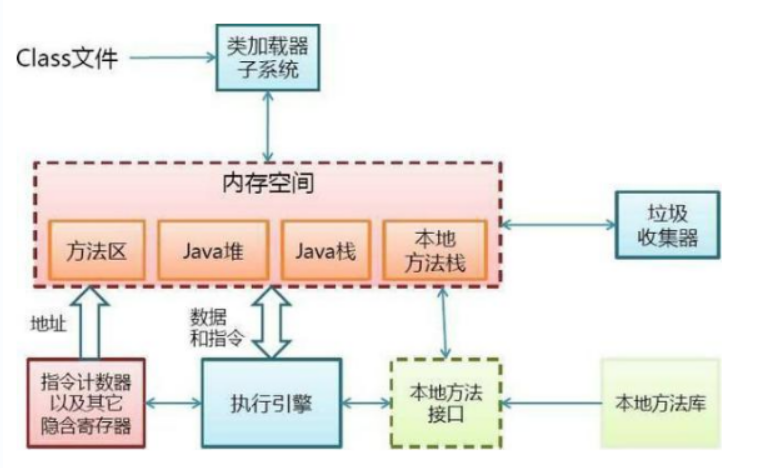 Class文件
类加载器
子系统
内存空间
方法区
Java堆
Java栈
本地
方法栈
垃圾
收集器
地址
数据
和指令
指令计数器
以及其它
隐含寄存器
执行引擎
本地方法
接口
本地方法库